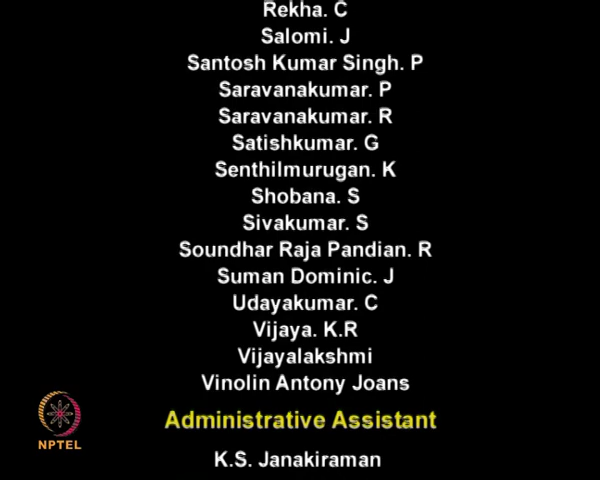 Rekha. C
Salomi. J
Santosh Kumar Singh. P
Saravanakumar. P
Saravanakumar. R
Satishkumar. G
Senthilmurugan. K
Shobana. S
Sivakumar. S
Soundhar Raja Pandian. R
Suman Dominic. J
Udayakumar. C
Vijaya. K.R
Vijayalakshmi
Vinolin Antony Joans
Administrative Assistant
NPTEL
K.S. Janakiraman